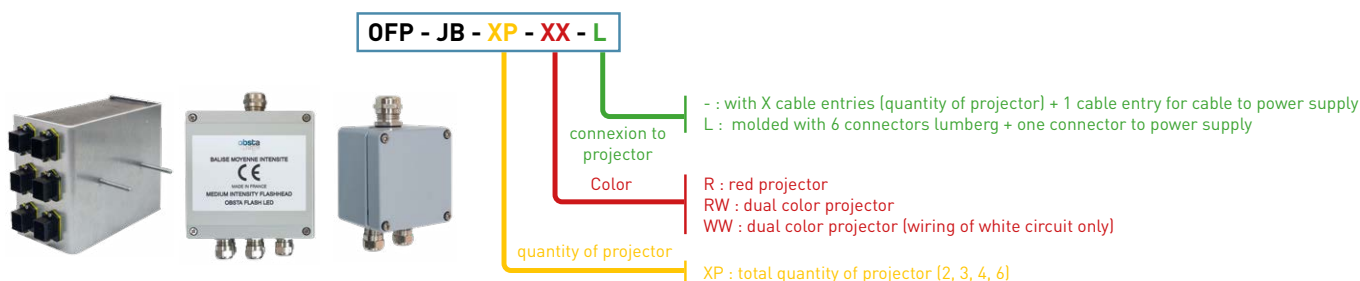 OFP - JB - XP - XX - L
- : with X cable entries (quantity of projector) + 1 cable entry for cable to power supply
L : molded with 6 connectors lumberg + one connector to power supply
connexion to
projector
Color
R : red projector
RW : dual color projector
WW : dual color projector (wiring of white circuit only)
quantity of projector
XP : total quantity of projector (2, 3, 4, 6)
obsta
BALISE MOYENNE INTENSITE
CE
MADE IN FRANCE
MEDIUM INTENSITY FLASHHEAD
OBSTA FLASH LED